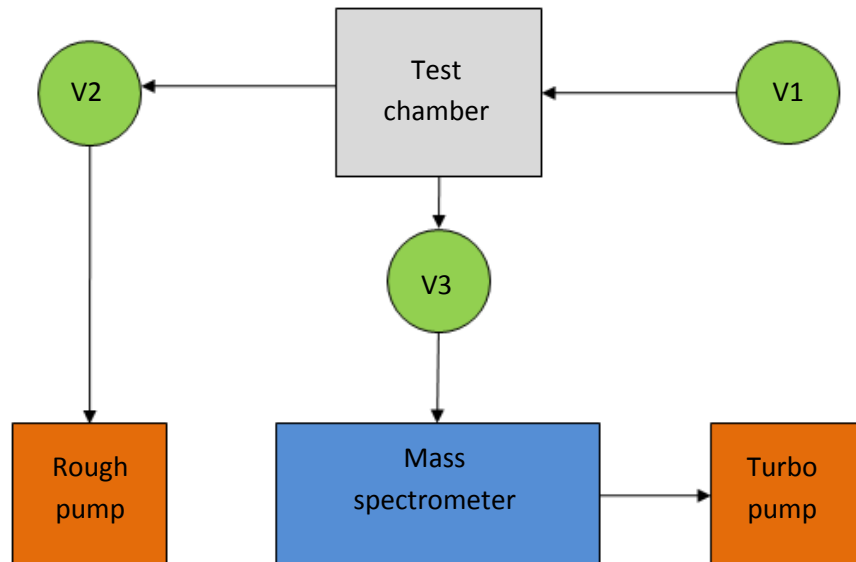 V2
Test
chamber
V1
V3
Rough
pump
Mass
spectrometer
Turbo
pump